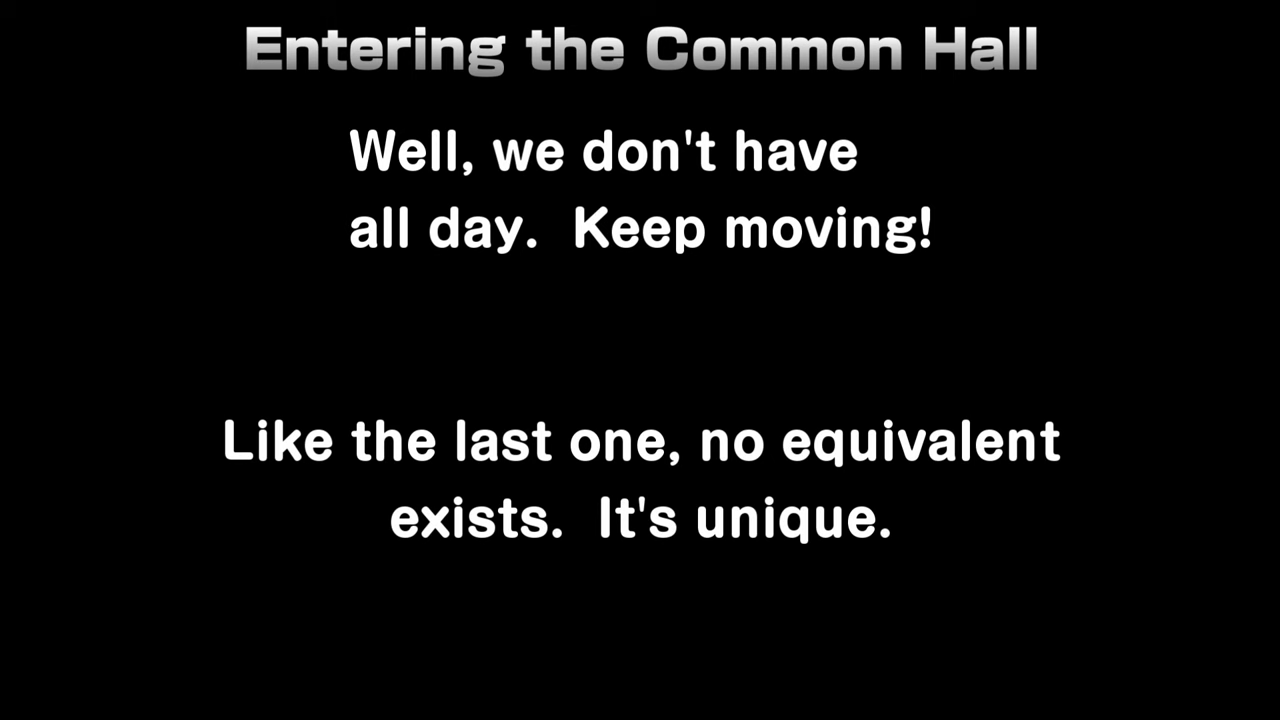 Entering the Common Hall
Well, we don't have
all day.  Keep moving!
Like the last one, no equivalent
exists.  It's unique.